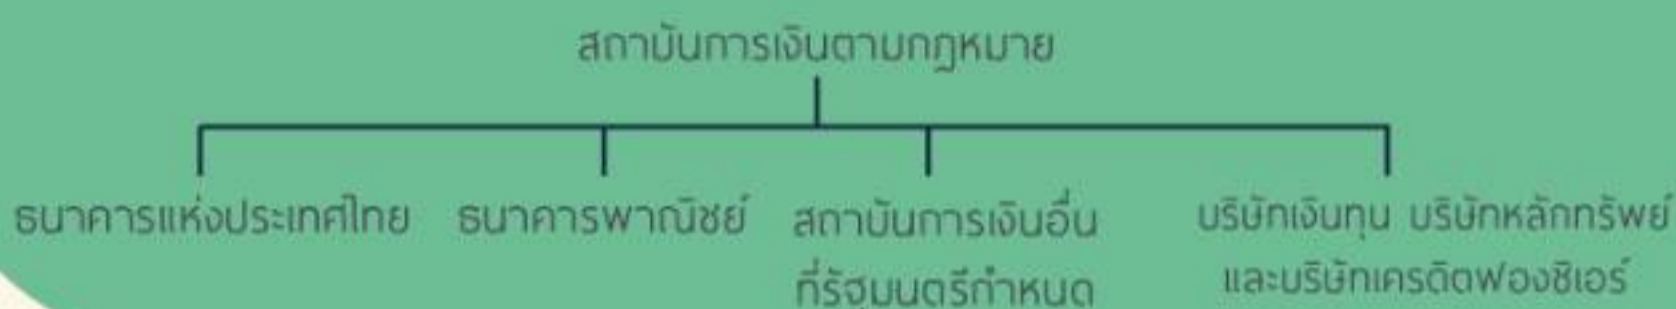 สถาบันการเงินตามกฎหมาย
ธนาคารแห่งประเทศไทย
ธนาคารพาณิชย์
สถาบันการเงินอื่น
ที่รัฐมนตรีกำหนด
บริษัทเงินทุน บริษัทหลักทรัพย์
และบริษัทเครดิตฟองซิเอร์